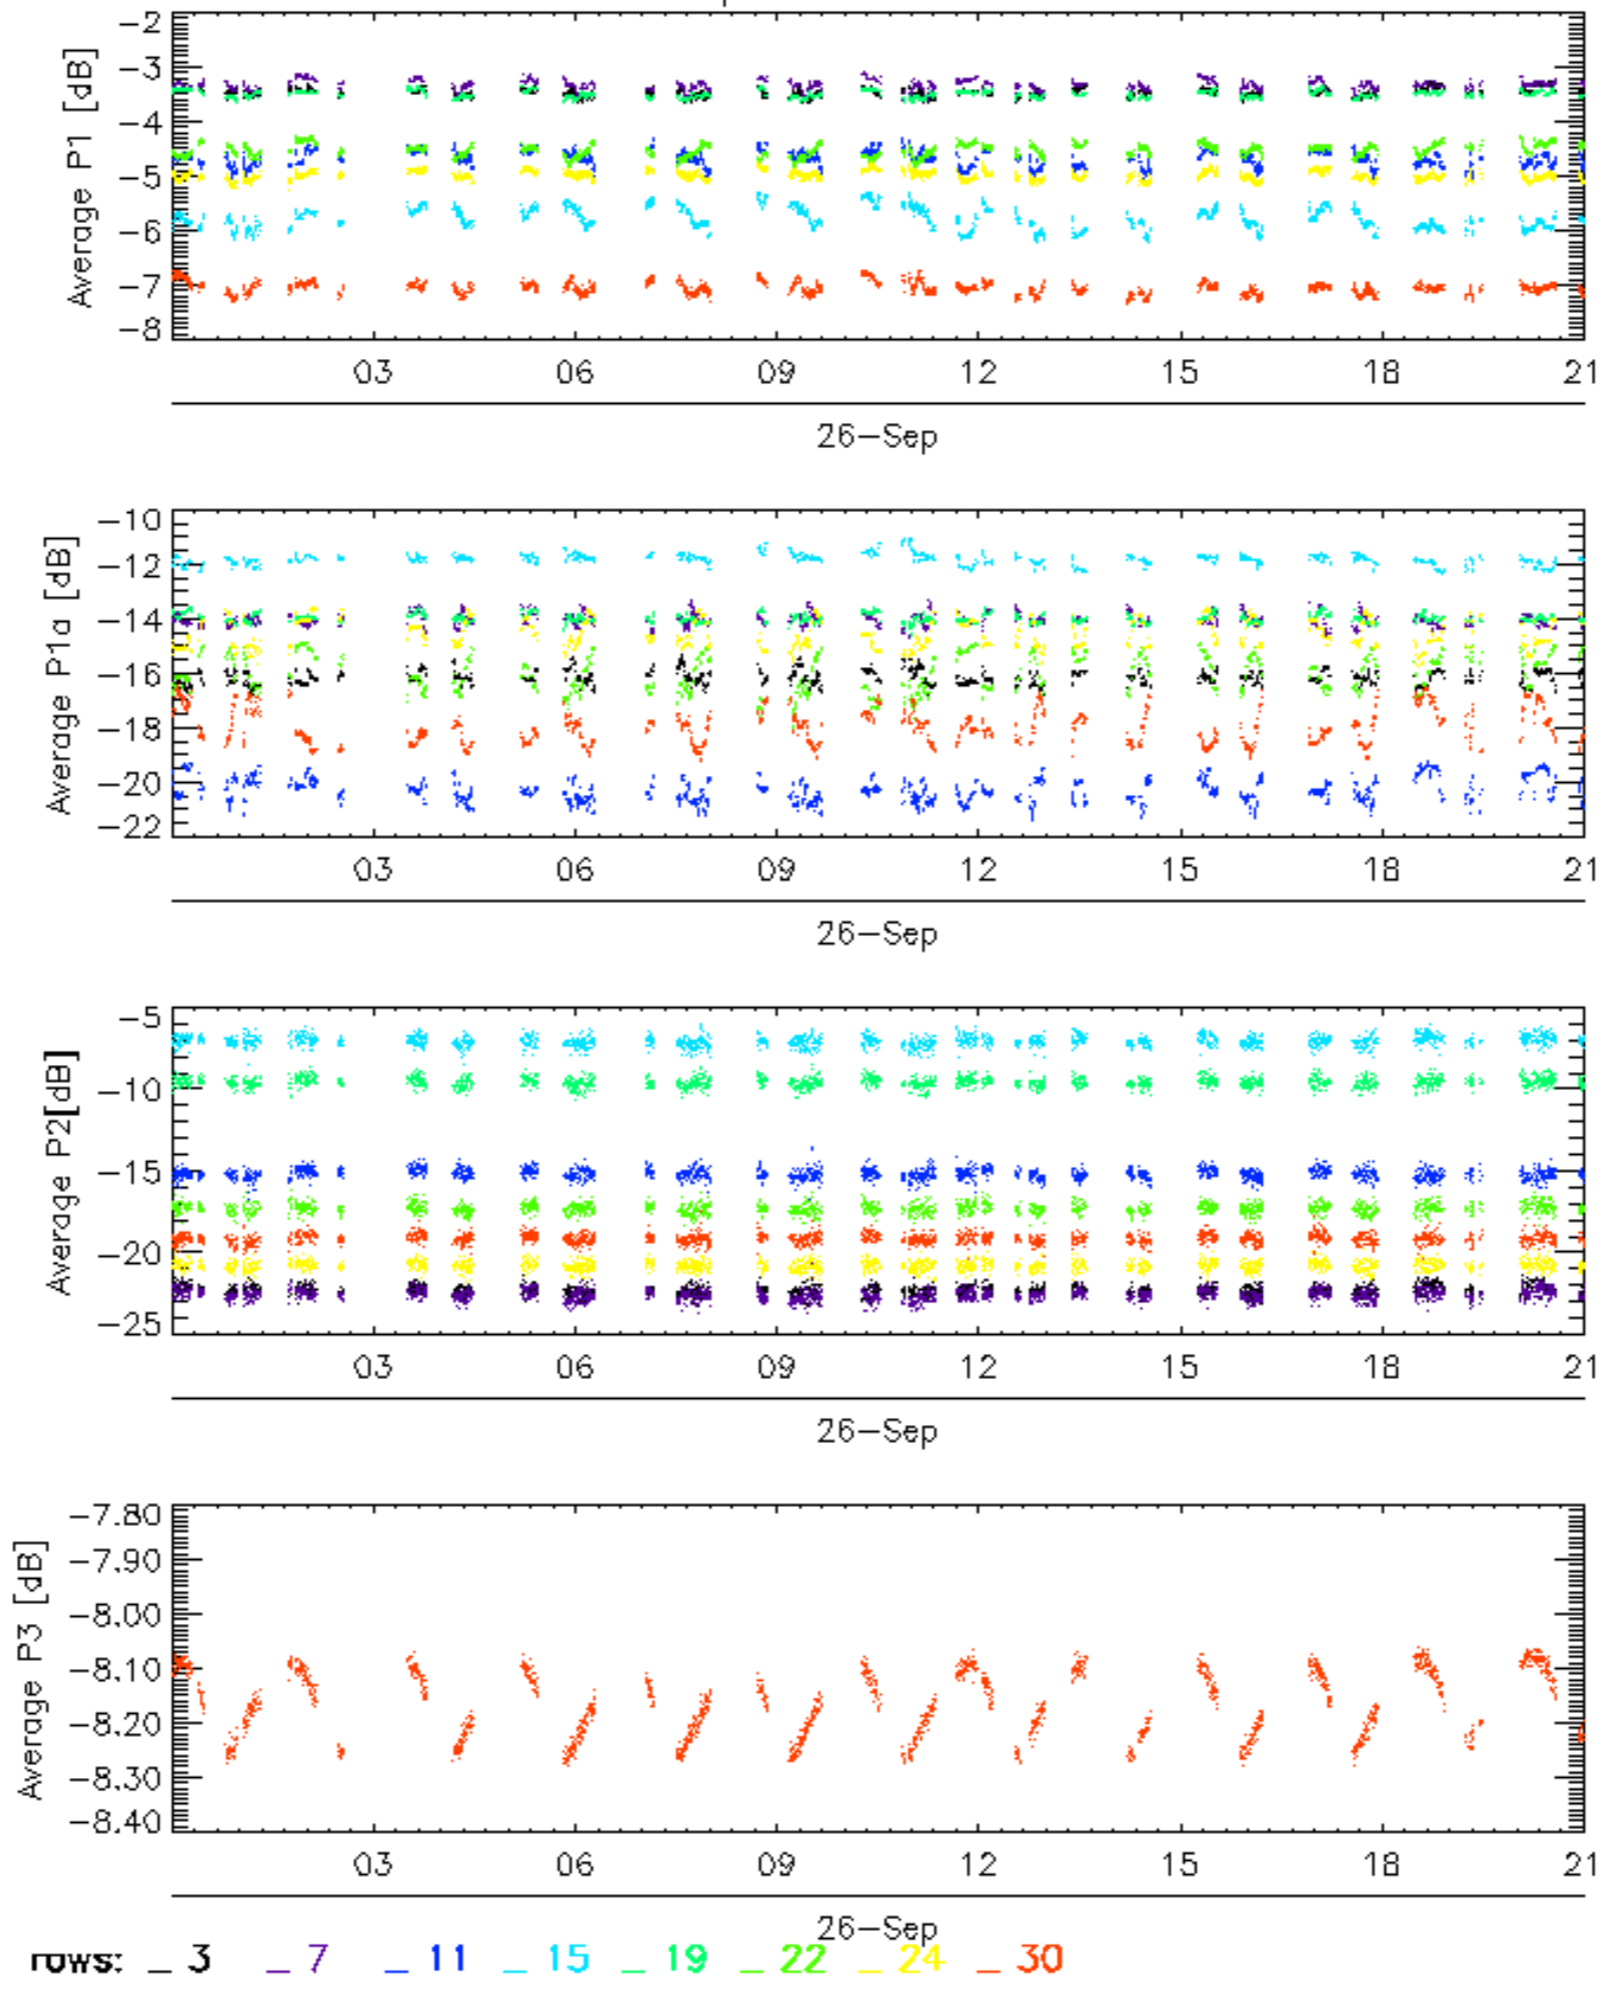 Average P1 [dB]
-2
-3
-4
-5
-6
-7
-8
03 06 09 12 15 18 21
26-Sep
Average P1a [dB]
-10
-12
-14
-16
-18
-20
-22
03 06 09 12 15 18 21
26-Sep
Average P2[dB]
-5
-10
-15
-20
-25
03 06 09 12 15 18 21
26-Sep
Average P3 [dB]
-7.80
-7.90
-8.00
-8.10
-8.20
-8.30
-8.40
03 06 09 12 15 18 21
26-Sep
rows: _ 3 _ 7 _ 11 _ 15 _ 19 _ 22 _ 24 _ 30